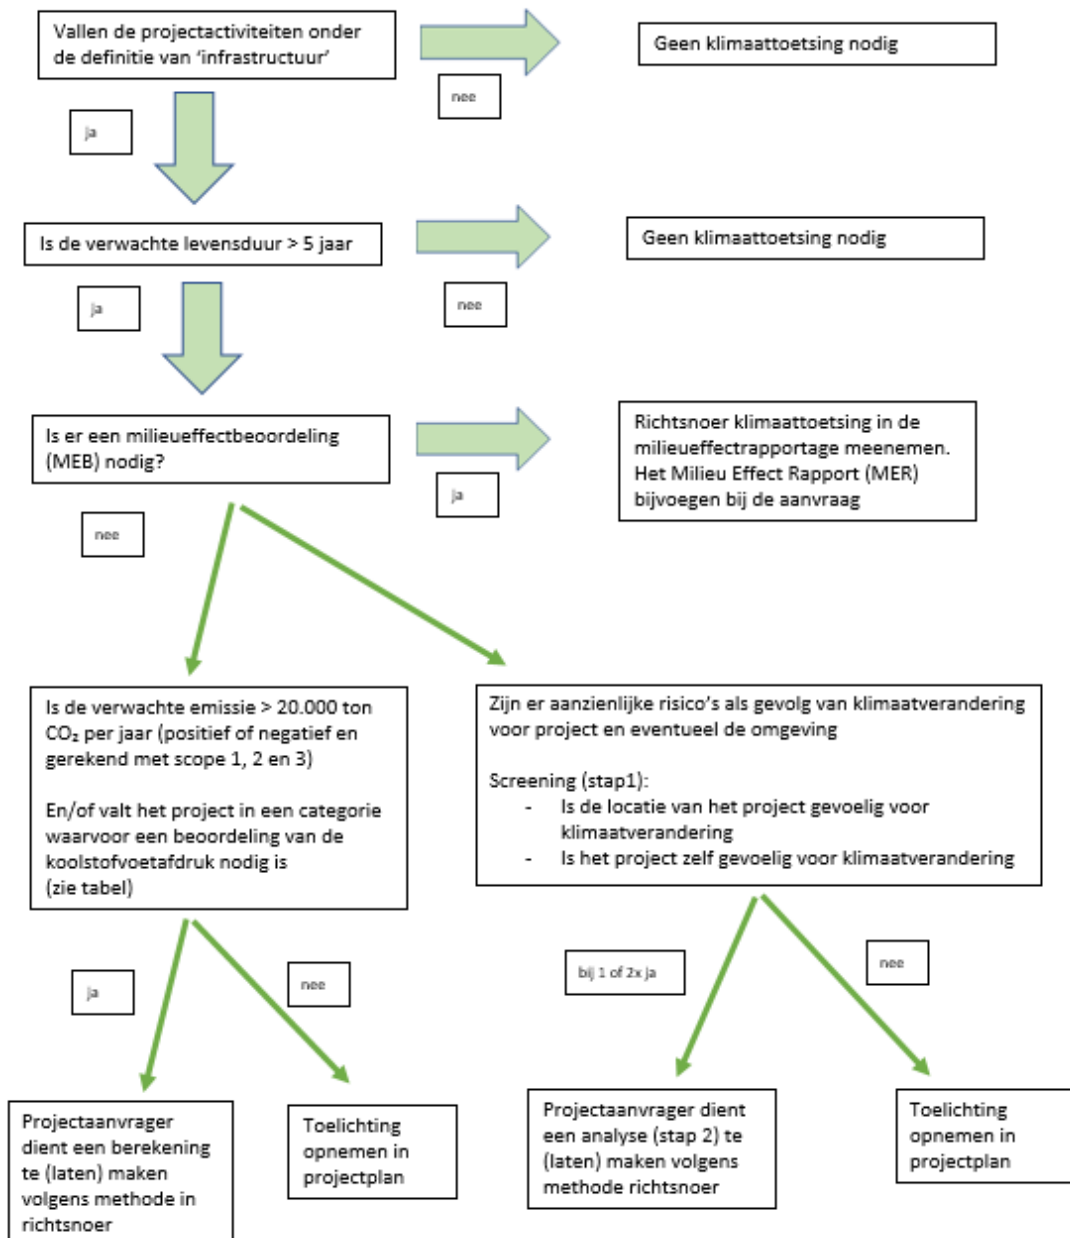 Vallen de projectactiviteiten onder
de definitie van ‘infrastructuur’
Geen klimaattoetsing nodig
nee
ja
Is de verwachte levensduur > 5 jaar
Geen klimaattoetsing nodig
ja
nee
Is er een milieueffectbeoordeling
(MEB) nodig?
Richtsnoer klimaattoetsing in de
milieueffectrapportage meenemen.
Het Milieu Effect Rapport (MER)
bijvoegen bij de aanvraag
ja
nee
Is de verwachte emissie > 20.000 ton
CO₂ per jaar (positief of negatief en
gerekend met scope 1, 2 en 3)
En/of valt het project in een categorie
waarvoor een beoordeling van de
koolstofvoetafdruk nodig is
(zie tabel)
Zijn er aanzienlijke risico’s als gevolg van klimaatverandering
voor project en eventueel de omgeving
Screening (stap1):
- Is de locatie van het project gevoelig voor
klimaatverandering
- Is het project zelf gevoelig voor klimaatverandering
ja
nee
bij 1 of 2x ja
nee
Projectaanvrager
dient een berekening
te (laten) maken
volgens methode in
richtsnoer
Toelichting
opnemen in
projectplan
Projectaanvrager dient
een analyse (stap 2) te
(laten) maken volgens
methode richtsnoer
Toelichting
opnemen in
projectplan